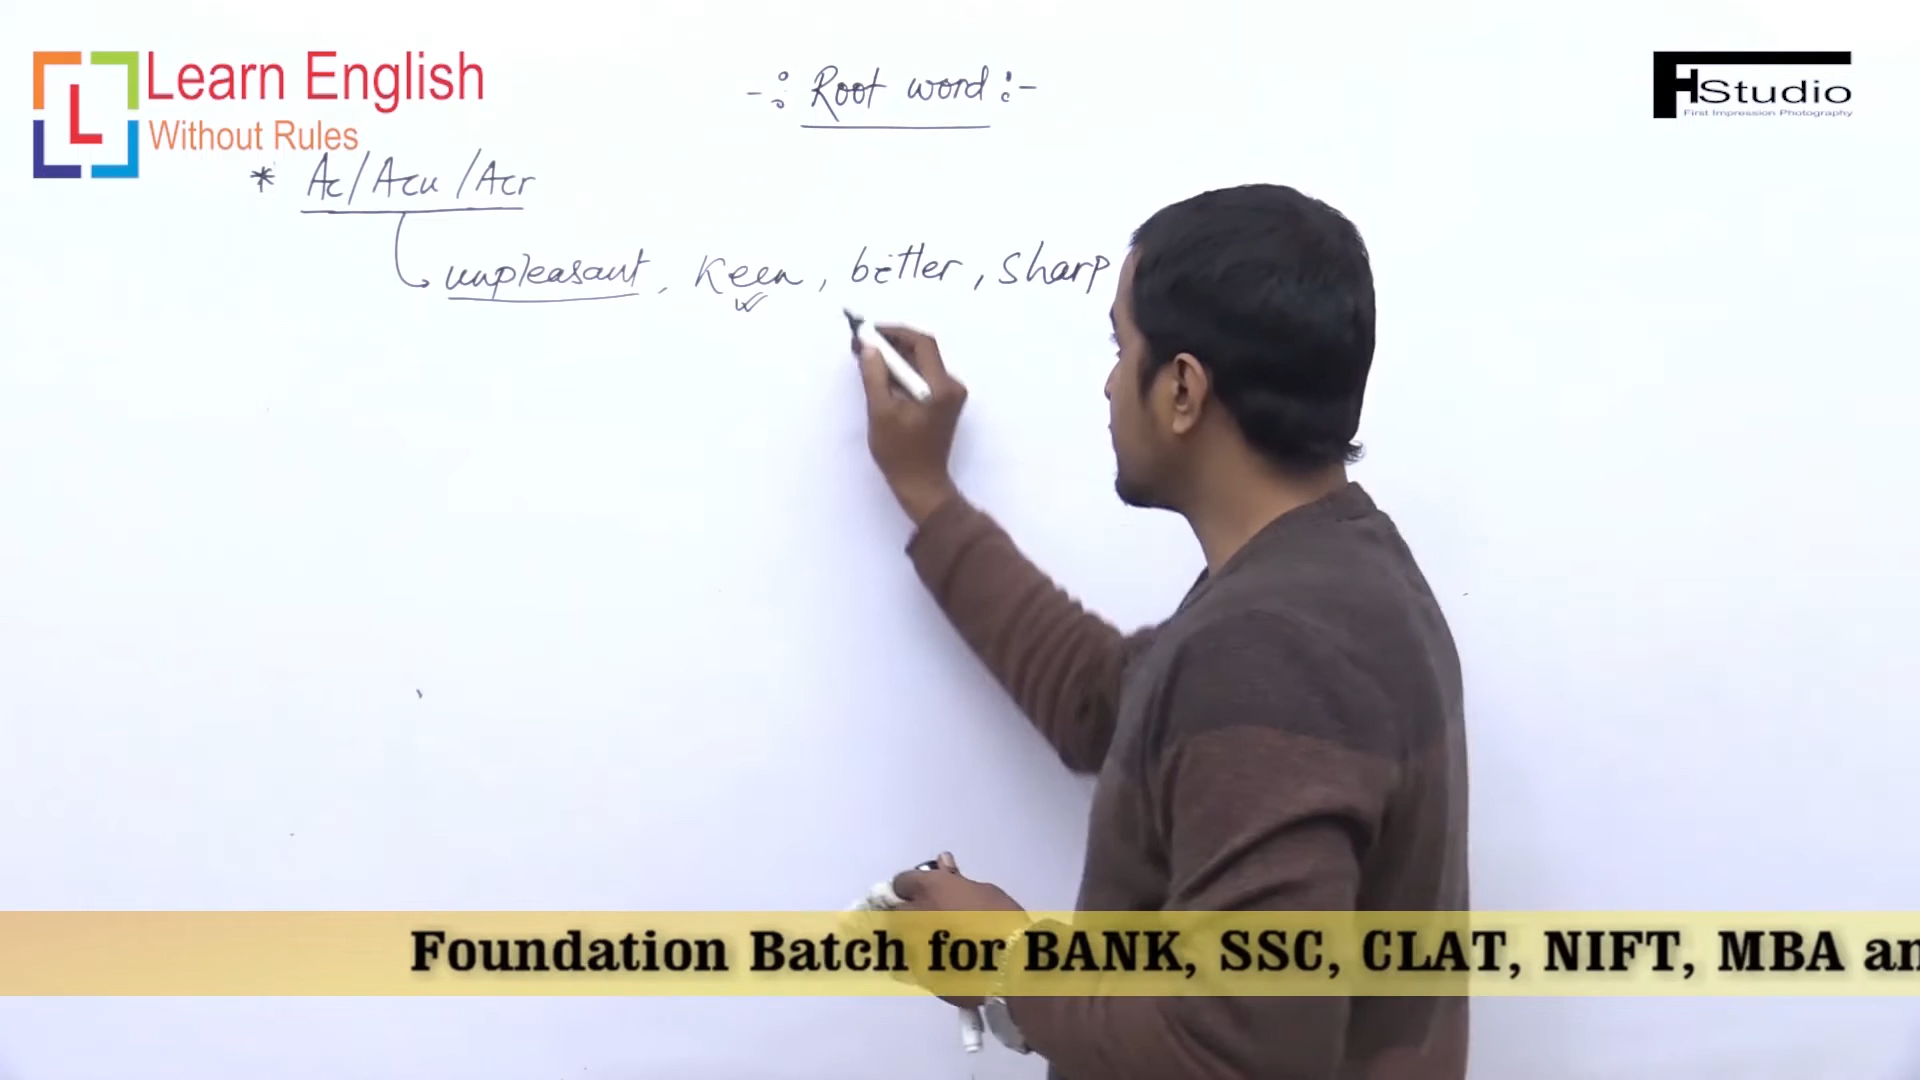 Learn English
Without Rules
L
-: Root word :-
HStudio
First Impression Photography
* Ac/Acu/Acr
unpleasant, Keen, bitter, Sharp
Foundation Batch for BANK, SSC, CLAT, NIFT, MBA an